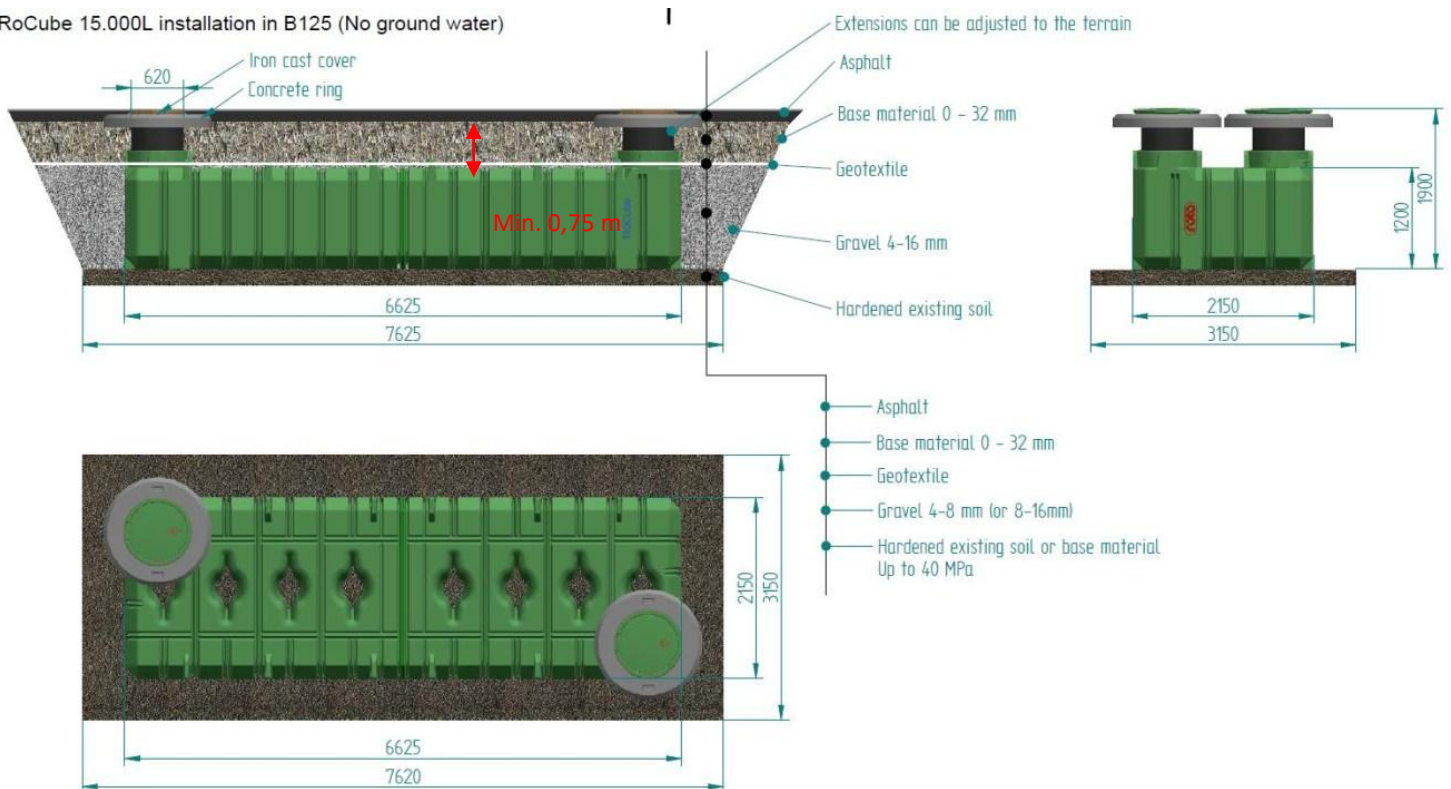 RoCube 15.000L installation in B125 (No ground water)
Extensions can be adjusted to the terrain
Iron cast cover
Asphalt
620
Concrete ring
Base material 0 - 32 mm
Geotextile
Min. 0,75 m
RoCube
ROTO
Gravel 4-16 mm
1200
1900
Hardened existing soil
6625
7625
2150
3150
Asphalt
Base material 0 - 32 mm
Geotextile
Gravel 4-8 mm (or 8-16mm)
Hardened existing soil or base material
Up to 40 MPa
2150
3150
6625
7620